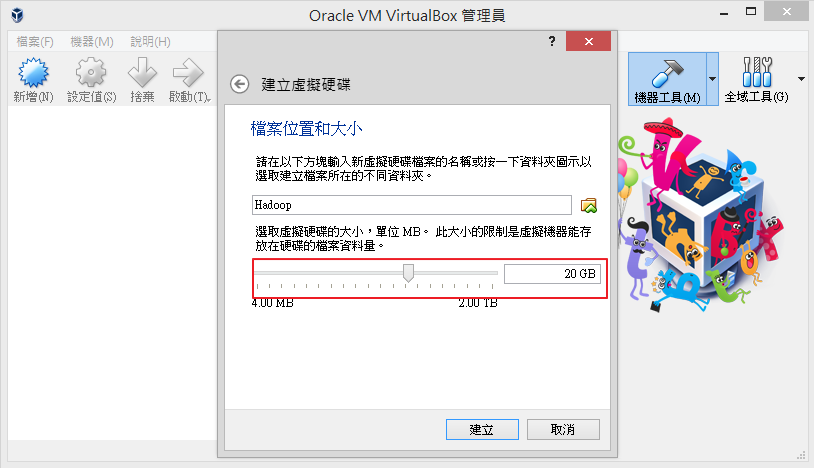 Oracle VM VirtualBox 管理員
檔案(F) 機器(M) 說明(H)
新增(N) 設定值(S) 捨棄 啟動(T)
機器工具(M) 全域工具(G)
?
建立虛擬硬碟
檔案位置和大小
請在以下方塊輸入新虛擬硬碟檔案的名稱或按一下資料夾圖示以
選取建立檔案所在的不同資料夾。
Hadoop
選取虛擬硬碟的大小，單位 MB。 此大小的限制是虛擬機器能存
放在硬碟的檔案資料量。
20 GB
4.00 MB 2.00 TB
建立 取消